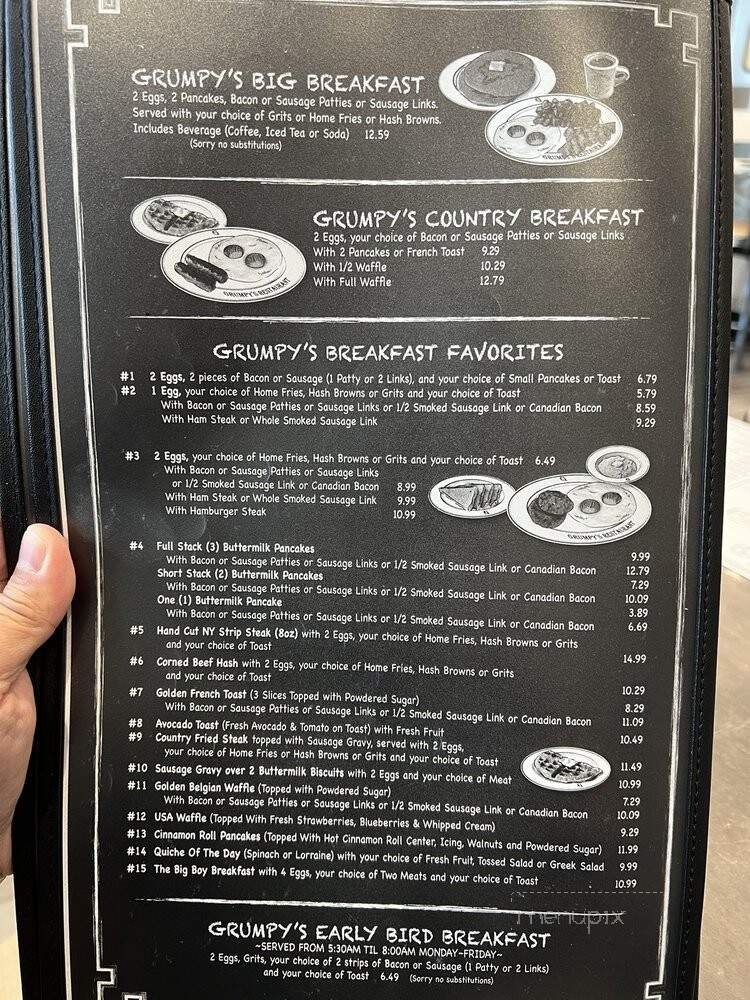 GRUMPY'S BIG BREAKFAST
2 Eggs, 2 Pancakes, Bacon or Sausage Patties or Sausage Links.
Served with your choice of Grits or Home Fries or Hash Browns.
Includes Beverage (Coffee, Iced Tea or Soda) 12.59
(Sorry no substitutions)
GRUMPY'S RESTAURANT
GRUMPY'S COUNTRY BREAKFAST
2 Eggs, your choice of Bacon or Sausage Patties or Sausage Links.
With 2 Pancakes or French Toast 9.29
With 1/2 Waffle 10.29
With Full Waffle 12.79
GRUMPY'S RESTAURANT
GRUMPY'S BREAKFAST FAVORITES
#1 2 Eggs, 2 pieces of Bacon or Sausage (1 Patty or 2 Links), and your choice of Small Pancakes or Toast 6.79
#2 1 Egg, your choice of Home Fries, Hash Browns or Grits and your choice of Toast 5.79
With Bacon or Sausage Patties or Sausage Links or 1/2 Smoked Sausage Link or Canadian Bacon 8.59
With Ham Steak or Whole Smoked Sausage Link 9.29
#3 2 Eggs, your choice of Home Fries, Hash Browns or Grits and your choice of Toast 6.49
With Bacon or Sausage Patties or Sausage Links
or 1/2 Smoked Sausage Link or Canadian Bacon 8.99
With Ham Steak or Whole Smoked Sausage Link 9.99
With Hamburger Steak 10.99
GRUMPY'S RESTAURANT
#4 Full Stack (3) Buttermilk Pancakes 9.99
With Bacon or Sausage Patties or Sausage Links or 1/2 Smoked Sausage Link or Canadian Bacon 12.79
Short Stack (2) Buttermilk Pancakes 7.29
With Bacon or Sausage Patties or Sausage Links or 1/2 Smoked Sausage Link or Canadian Bacon 10.09
One (1) Buttermilk Pancake 3.89
With Bacon or Sausage Patties or Sausage Links or 1/2 Smoked Sausage Link or Canadian Bacon 6.69
#5 Hand Cut NY Strip Steak (8oz) with 2 Eggs, your choice of Home Fries, Hash Browns or Grits
and your choice of Toast 14.99
#6 Corned Beef Hash with 2 Eggs, your choice of Home Fries, Hash Browns or Grits
and your choice of Toast 10.29
#7 Golden French Toast (3 Slices Topped with Powdered Sugar) 8.29
With Bacon or Sausage Patties or Sausage Links or 1/2 Smoked Sausage Link or Canadian Bacon 11.09
#8 Avocado Toast (Fresh Avocado & Tomato on Toast) with Fresh Fruit 10.49
#9 Country Fried Steak topped with Sausage Gravy, served with 2 Eggs,
your choice of Home Fries or Hash Browns or Grits and your choice of Toast 11.49
#10 Sausage Gravy over 2 Buttermilk Biscuits with 2 Eggs and your choice of Meat 10.99
#11 Golden Belgian Waffle (Topped with Powdered Sugar) 7.29
With Bacon or Sausage Patties or Sausage Links or 1/2 Smoked Sausage Link or Canadian Bacon 10.09
#12 USA Waffle (Topped With Fresh Strawberries, Blueberries & Whipped Cream) 9.29
#13 Cinnamon Roll Pancakes (Topped With Hot Cinnamon Roll Center, Icing, Walnuts and Powdered Sugar) 11.99
#14 Quiche Of The Day (Spinach or Lorraine) with your choice of Fresh Fruit, Tossed Salad or Greek Salad 9.99
#15 The Big Boy Breakfast with 4 Eggs, your choice of Two Meats and your choice of Toast 10.99
menupix
GRUMPY'S EARLY BIRD BREAKFAST
~SERVED FROM 5:30AM TIL 8:00AM MONDAY-FRIDAY~
2 Eggs, Grits, your choice of 2 strips of Bacon or Sausage (1 Patty or 2 Links)
and your choice of Toast 6.49 (Sorry no substitutions)